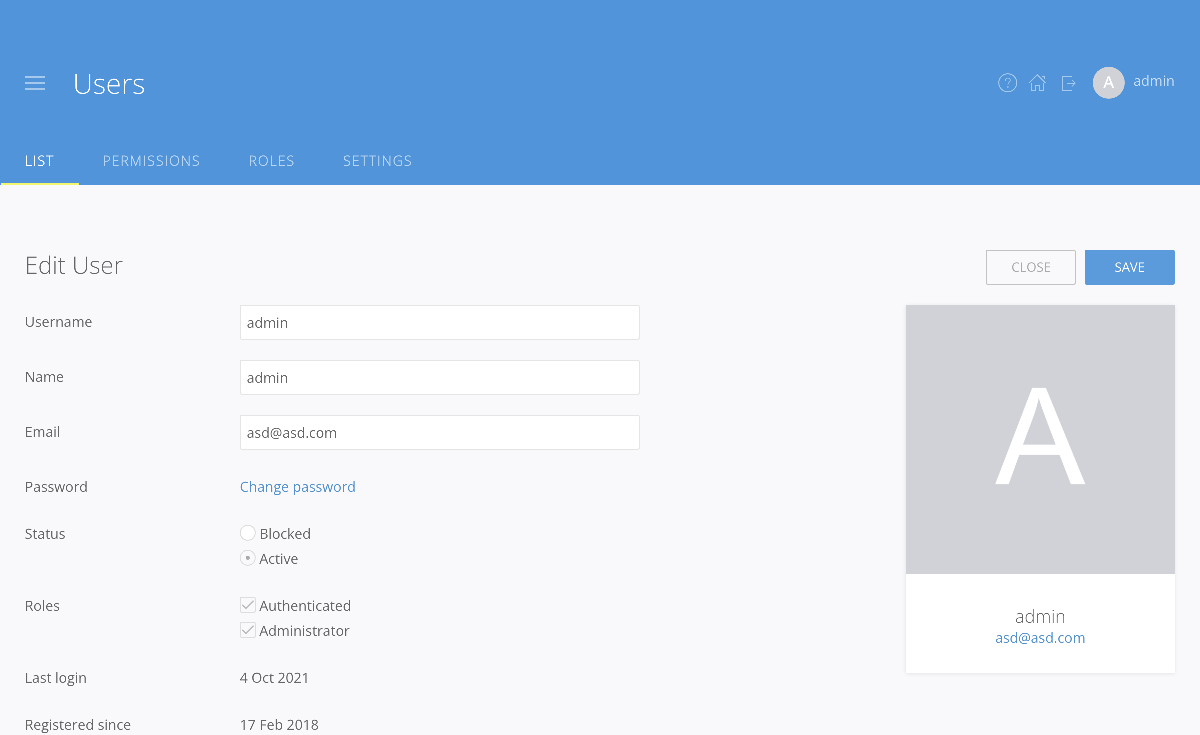 Users
? A admin
LIST PERMISSIONS ROLES SETTINGS
Edit User
CLOSE SAVE
Username admin
Name admin
Email asd@asd.com
Password Change password
Status Blocked
Active
Roles Authenticated
Administrator
Last login 4 Oct 2021
Registered since 17 Feb 2018
A
admin
asd@asd.com